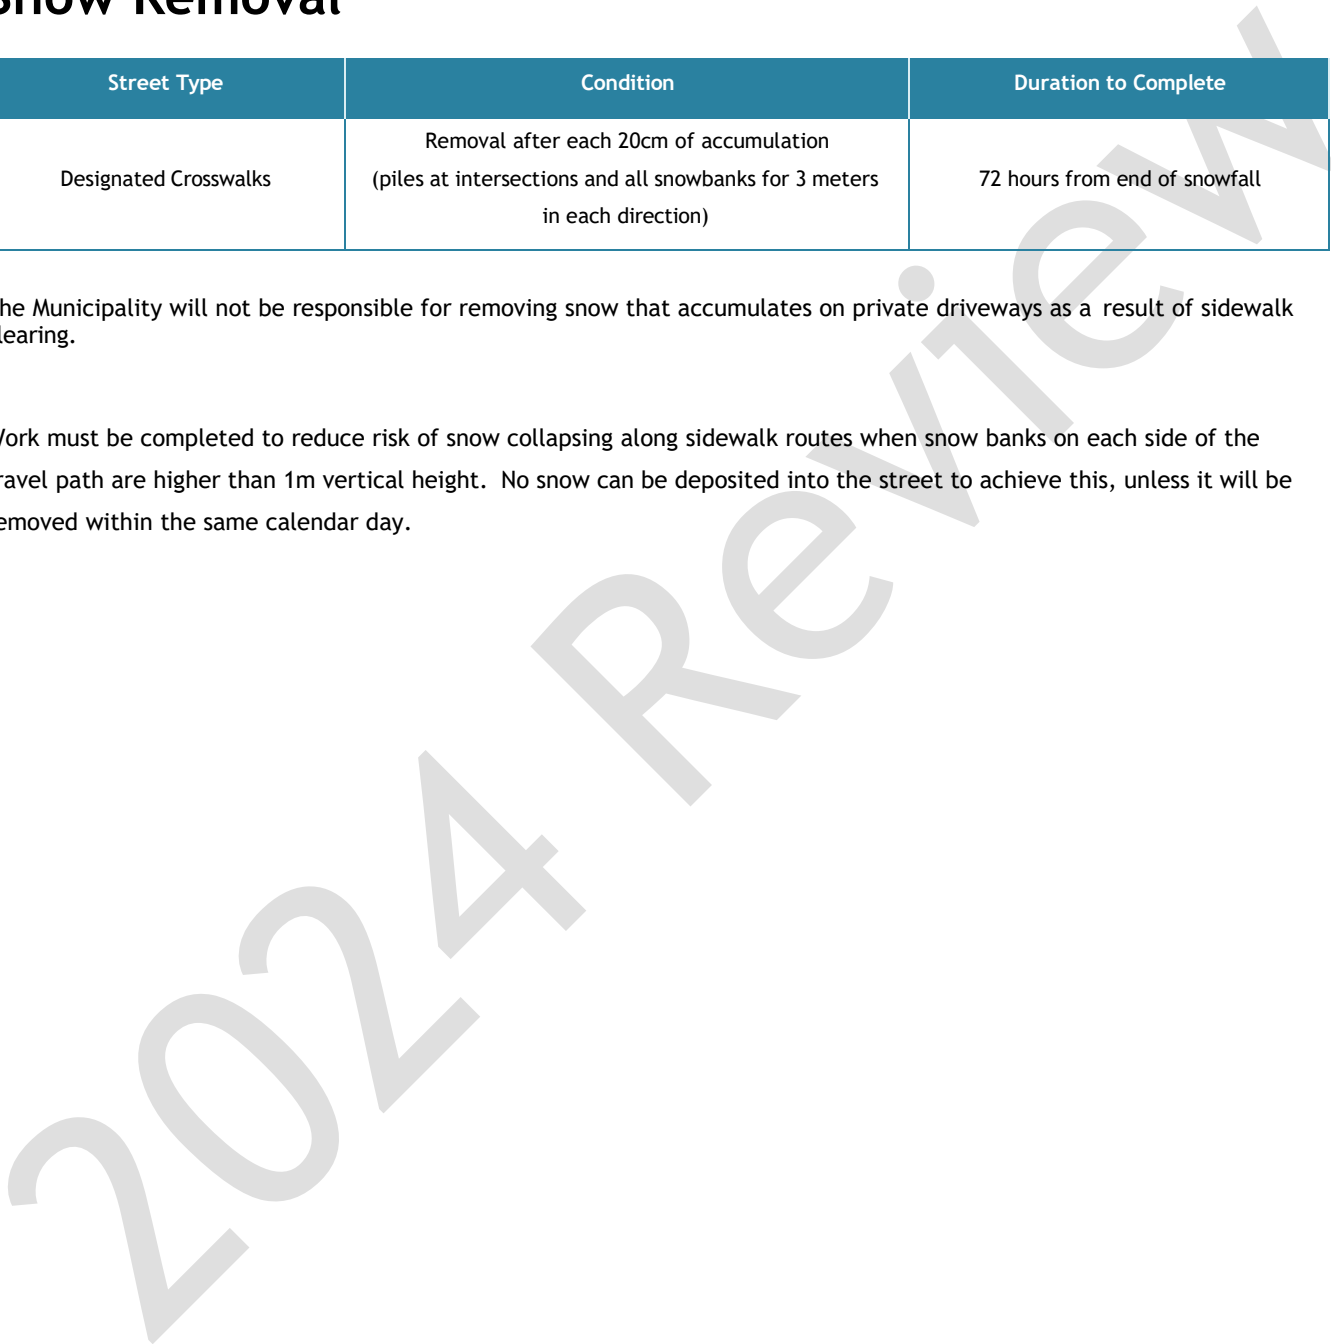 Snow Removal
Street Type Condition Duration to Complete
Removal after each 20cm of accumulation
Designated Crosswalks (piles at intersections and all snowbanks for 3 meters 72 hours from end of snowfall
in each direction)
he Municipality will not be responsible for removing snow that accumulates on private driveways as a result of sidewalk
learing.
Work must be completed to reduce risk of snow collapsing along sidewalk routes when snow banks on each side of the
ravel path are higher than 1m vertical height. No snow can be deposited into the street to achieve this, unless it will be
emoved within the same calendar day.
2024 Review